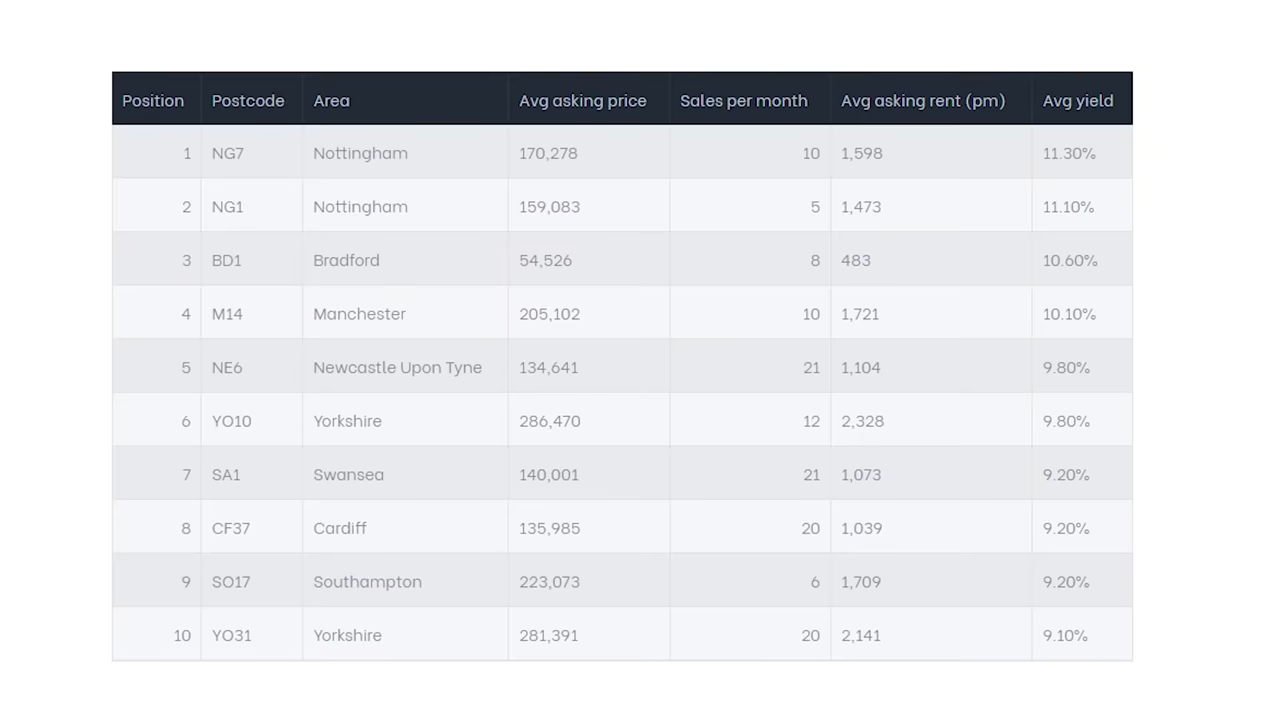 Position Postcode Area Avg asking price Sales per month Avg asking rent (pm) Avg yield
1 NG7 Nottingham 170,278 10 1,598 11.30%
2 NG1 Nottingham 159,083 5 1,473 11.10%
3 BD1 Bradford 54,526 8 483 10.60%
4 M14 Manchester 205,102 10 1,721 10.10%
5 NE6 Newcastle Upon Tyne 134,641 21 1,104 9.80%
6 YO10 Yorkshire 286,470 12 2,328 9.80%
7 SA1 Swansea 140,001 21 1,073 9.20%
8 CF37 Cardiff 135,985 20 1,039 9.20%
9 SO17 Southampton 223,073 6 1,709 9.20%
10 YO31 Yorkshire 281,391 20 2,141 9.10%